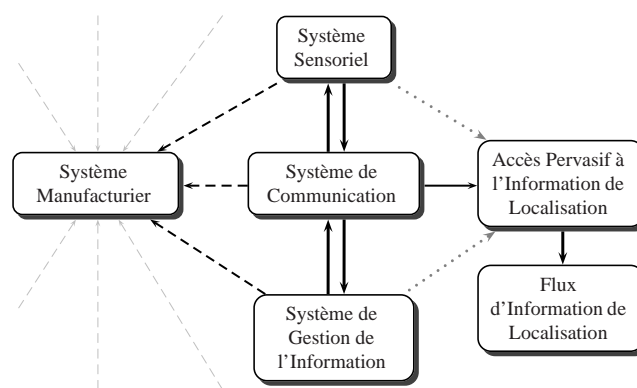 Système
Sensoriel
Système
Manufacturier
Système de
Communication
Accès Pervasif à
l’Information de
Localisation
Système de
Gestion de
l’Information
Flux
d’Information de
Localisation